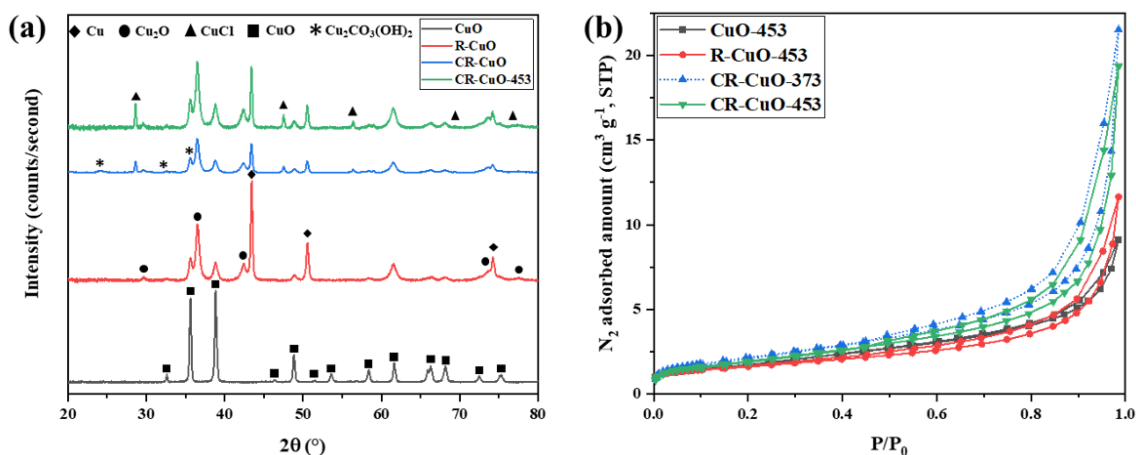 (a)
◆ Cu ● Cu₂O ▲ CuCl ■ CuO * Cu₂CO₃(OH)₂
CuO
R-CuO
CR-CuO
CR-CuO-453
Intensity (counts/second)
20 30 40 50 60 70 80
2θ (°)
(b)
CuO-453
R-CuO-453
CR-CuO-373
CR-CuO-453
N₂ adsorbed amount (cm³ g⁻¹, STP)
20
15
10
5
0
0.0 0.2 0.4 0.6 0.8 1.0
P/P₀